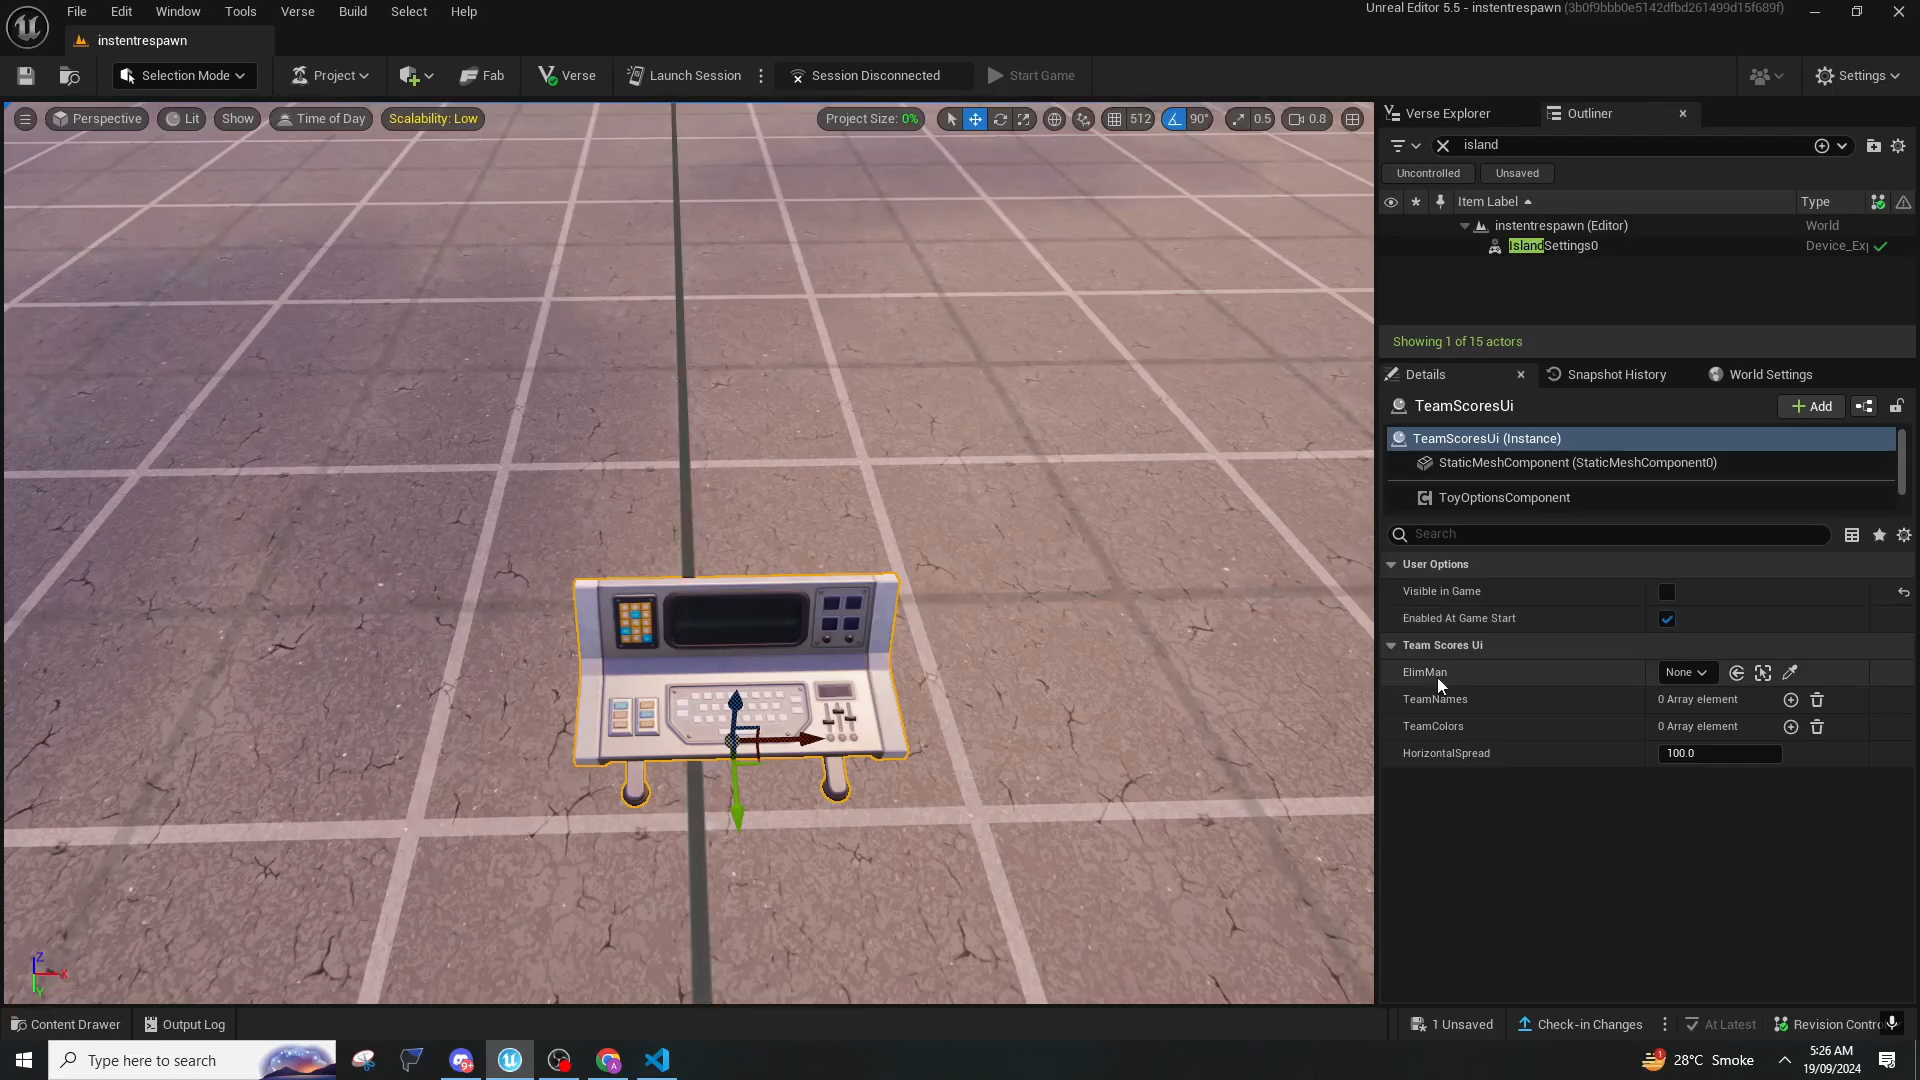 File Edit Window Tools Verse Build Select Help
Unreal Editor 5.5 - instentrespawn (3b0f9bbb0e5142dfbd261499d15f689f)
instentrespawn
Selection Mode Project Fab Verse Launch Session Session Disconnected Start Game Settings
Perspective Lit Show Time of Day Scalability: Low Project Size: 0% 512 90° 0.5 0.8
Verse Explorer Outliner
island
Uncontrolled Unsaved
Item Label Type
instentrespawn (Editor) World
IslandSettings0 Device_Ex
Showing 1 of 15 actors
Details Snapshot History World Settings
TeamScoresUi Add
TeamScoresUi (Instance)
StaticMeshComponent (StaticMeshComponent0)
ToyOptionsComponent
Search
User Options
Visible in Game
Enabled At Game Start
Team Scores Ui
ElimMan None
TeamNames 0 Array element
TeamColors 0 Array element
HorizontalSpread 100.0
Z
X
Y
Content Drawer Output Log 1 Unsaved Check-in Changes At Latest Revision Contro
Type here to search 9+ 1 28°C Smoke 5:26 AM
19/09/2024